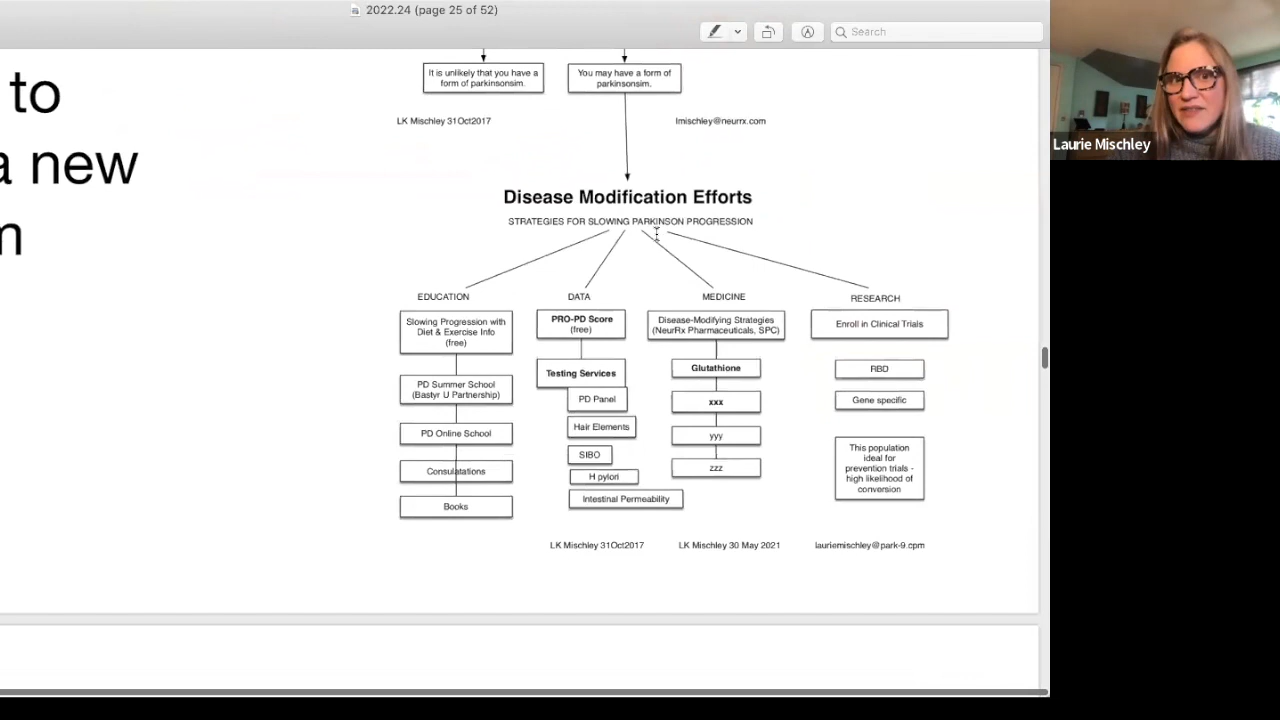 2022.24 (page 25 of 52)
Search
to
a new
m
It is unlikely that you have a
form of parkinsonsim.
You may have a form of
parkinsonsim.
LK Mischley 31Oct2017
lmischley@neurrx.com
Laurie Mischley
Disease Modification Efforts
STRATEGIES FOR SLOWING PARKINSON PROGRESSION
EDUCATION
DATA
MEDICINE
RESEARCH
Slowing Progression with
Diet & Exercise Info
(free)
PD Summer School
(Bastyr U Partnership)
PD Online School
Consulatations
Books
PRO-PD Score
(free)
Testing Services
PD Panel
Hair Elements
SIBO
H pylori
Intestinal Permeability
Disease-Modifying Strategies
(NeurRx Pharmaceuticals, SPC)
Glutathione
xxx
yyy
zzz
Enroll in Clinical Trials
RBD
Gene specific
This population
ideal for
prevention trials -
high likelihood of
conversion
LK Mischley 31Oct2017
LK Mischley 30 May 2021
lauriemischley@park-9.cpm